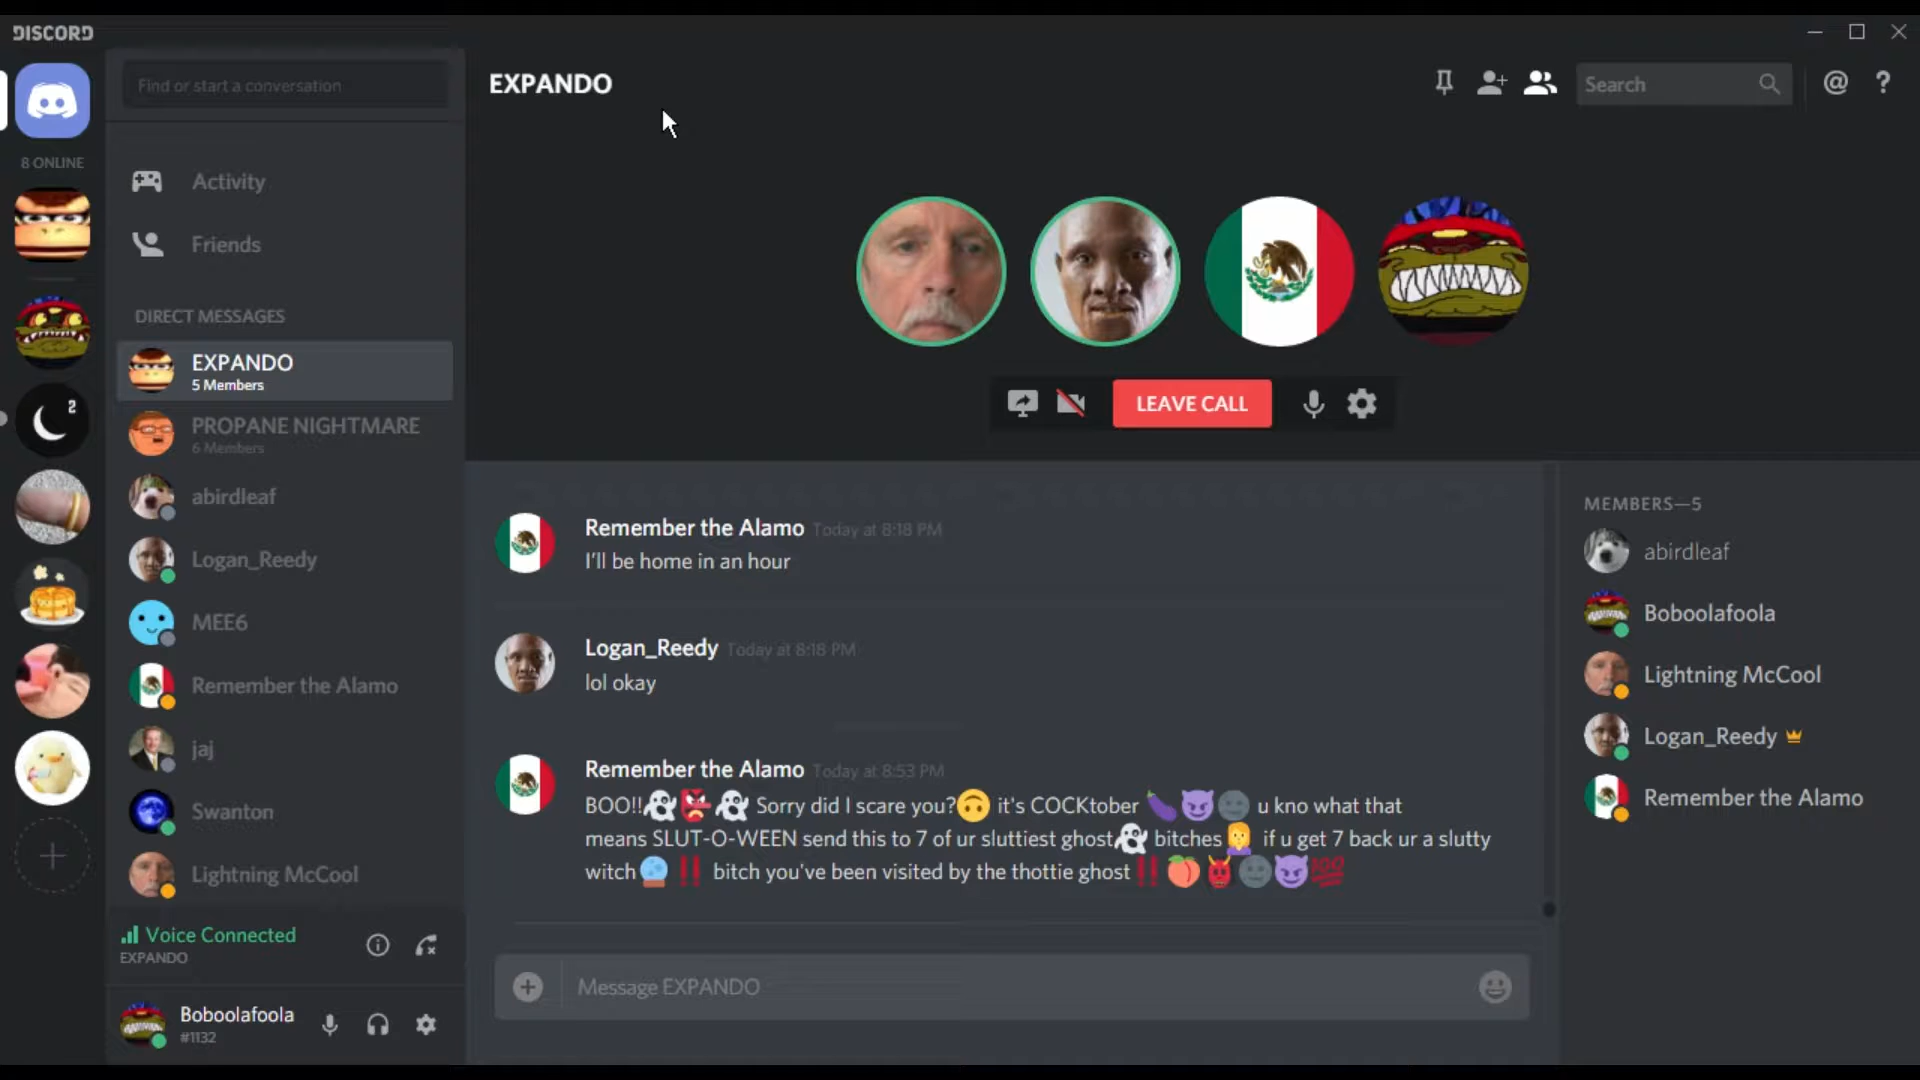 DISCORD
Find or start a conversation
EXPANDO
Search
@
?
8 ONLINE
Activity
Friends
DIRECT MESSAGES
EXPANDO
5 Members
PROPANE NIGHTMARE
6 Members
2
abirdleaf
Logan_Reedy
MEE6
Remember the Alamo
jaj
Swanton
Lightning McCool
Voice Connected
EXPANDO
Boboolafoola
#1132
LEAVE CALL
Remember the Alamo Today at 8:18 PM
I'll be home in an hour
Logan_Reedy Today at 8:18 PM
lol okay
Remember the Alamo Today at 8:53 PM
BOO!!👻👺👻 Sorry did I scare you?🙃 it's COCKtober 🍆😈🌚 u kno what that
means SLUT-O-WEEN send this to 7 of ur sluttiest ghost👻 bitches🙎 if u get 7 back ur a slutty
witch🔮 ‼ bitch you've been visited by the thottie ghost‼🍑👹🌚😈💯
Message EXPANDO
MEMBERS—5
abirdleaf
Boboolafoola
Lightning McCool
Logan_Reedy
Remember the Alamo